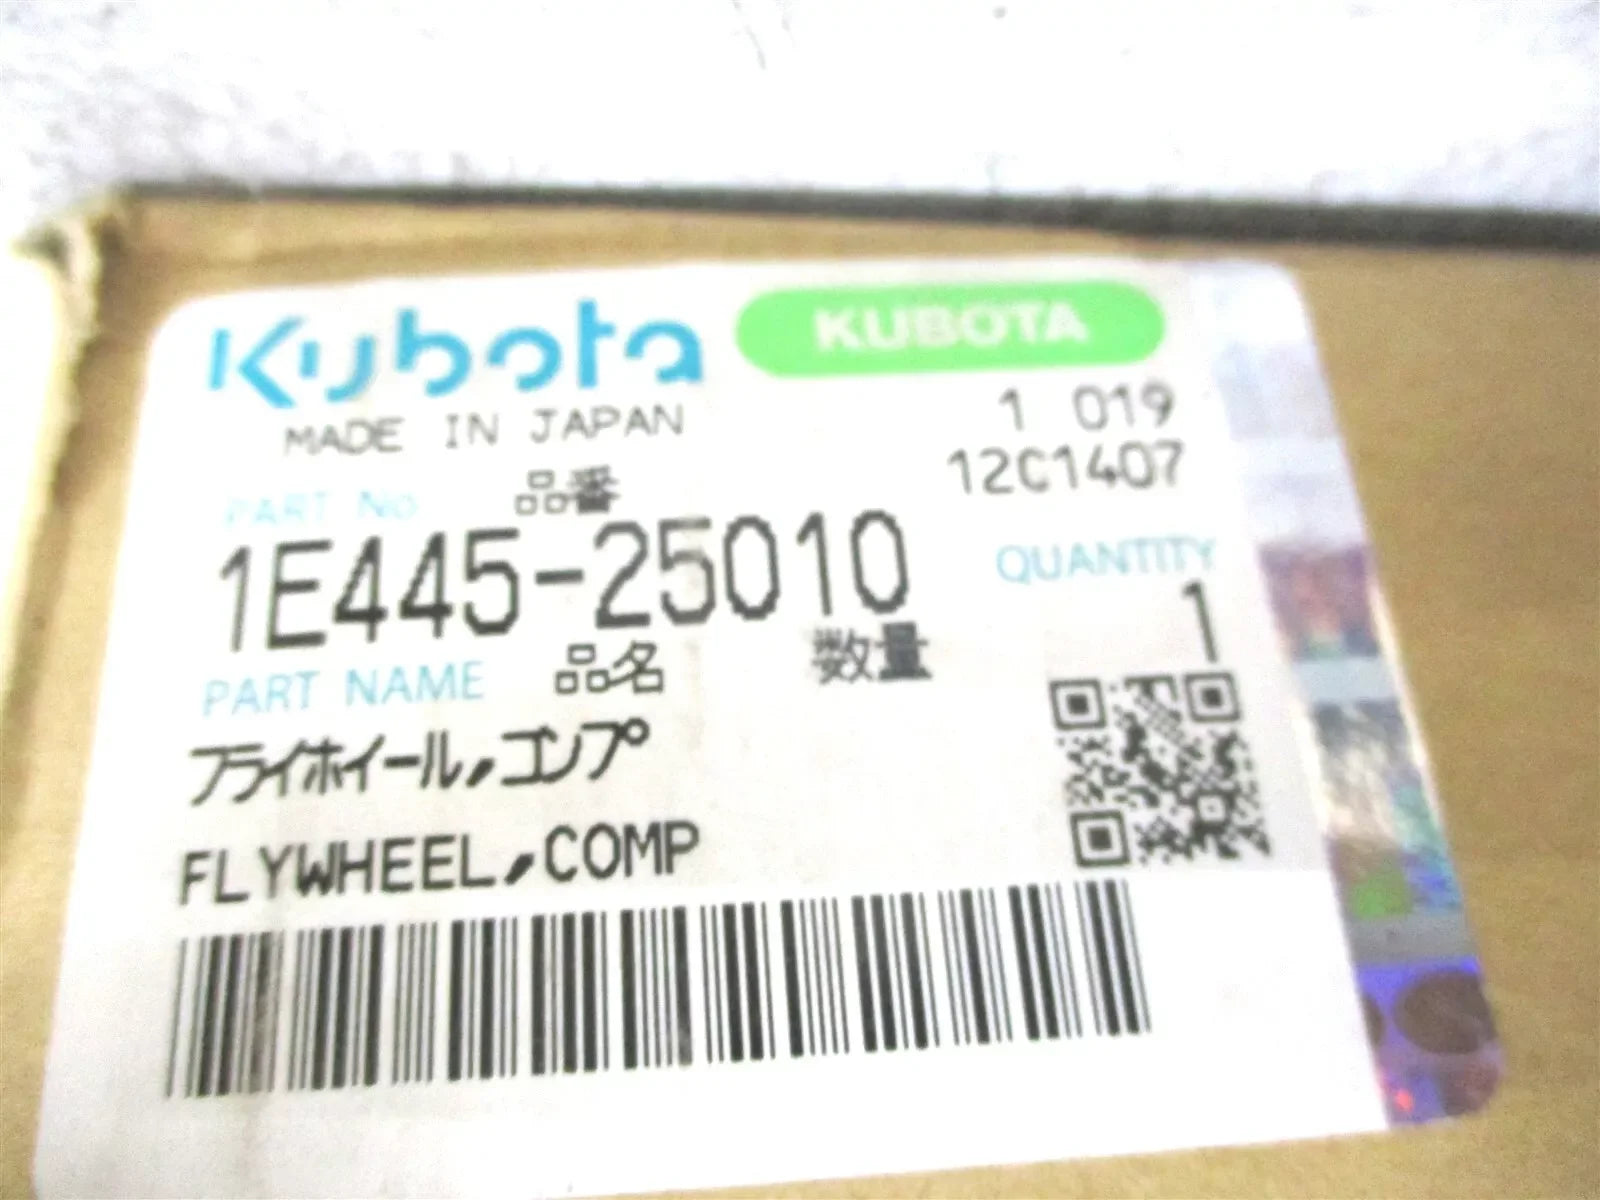 Kubota KUBOTA
MADE IN JAPAN 1 019
12C1407
PART No 品番
1E445-25010 QUANTITY
1
PART NAME 品名 数量
フライホイール,コンプ
FLYWHEEL,COMP